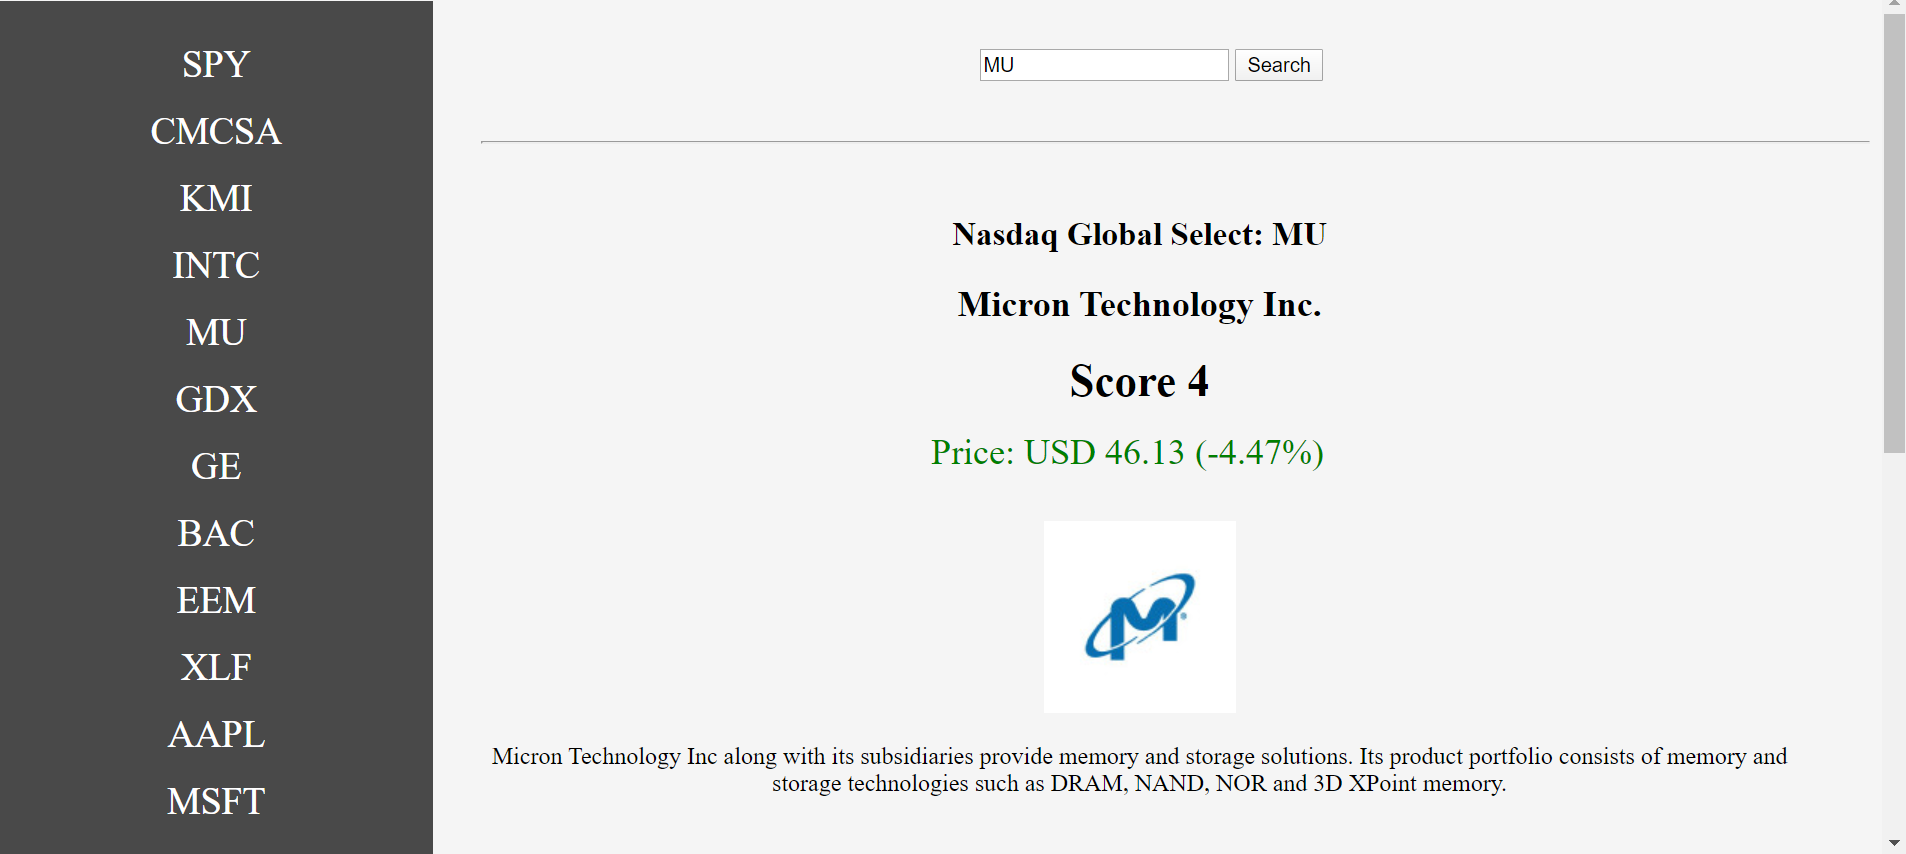 SPY
CMCSA
KMI
INTC
MU
GDX
GE
BAC
EEM
XLF
AAPL
MSFT
MU Search
Nasdaq Global Select: MU
Micron Technology Inc.
Score 4
Price: USD 46.13 (-4.47%)
M
Micron Technology Inc along with its subsidiaries provide memory and storage solutions. Its product portfolio consists of memory and
storage technologies such as DRAM, NAND, NOR and 3D XPoint memory.